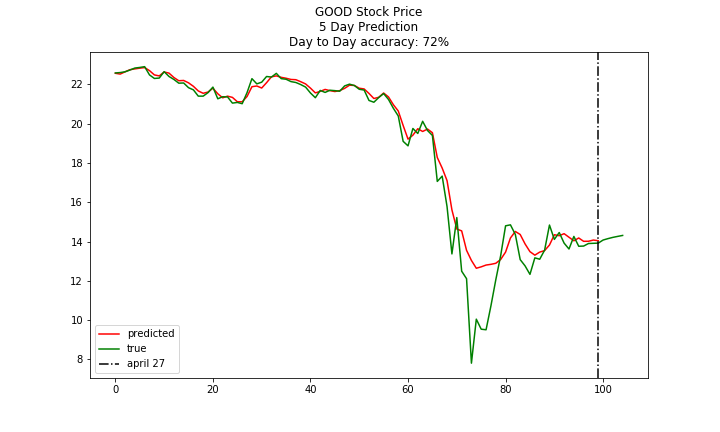 GOOD Stock Price
5 Day Prediction
Day to Day accuracy: 72%
22
20
18
16
14
12
10
8
predicted
true
april 27
0 20 40 60 80 100